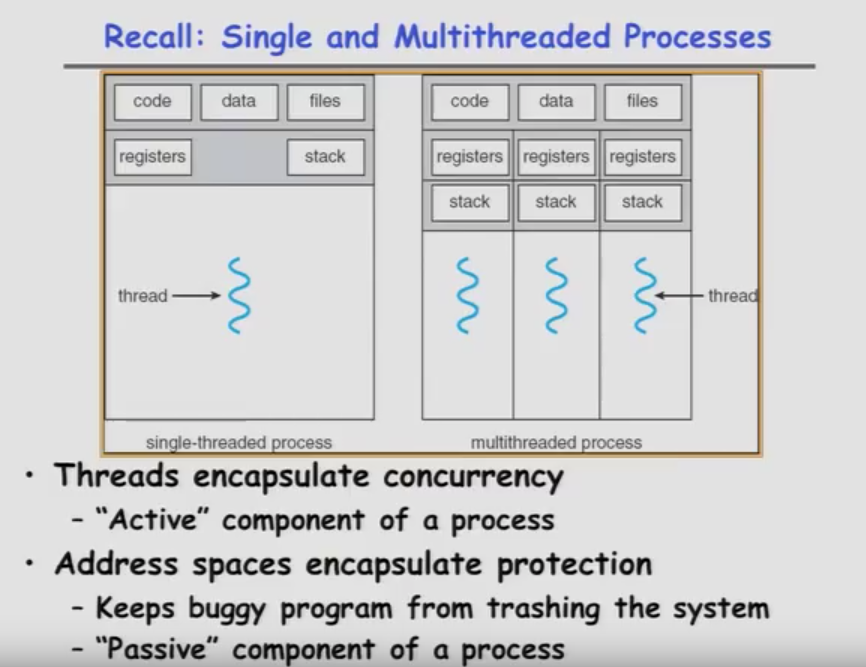 Recall: Single and Multithreaded Processes
code data files
registers stack
thread
single-threaded process
code data files
registers registers registers
stack stack stack
thread
multithreaded process
• Threads encapsulate concurrency
– “Active” component of a process
• Address spaces encapsulate protection
– Keeps buggy program from trashing the system
– “Passive” component of a process